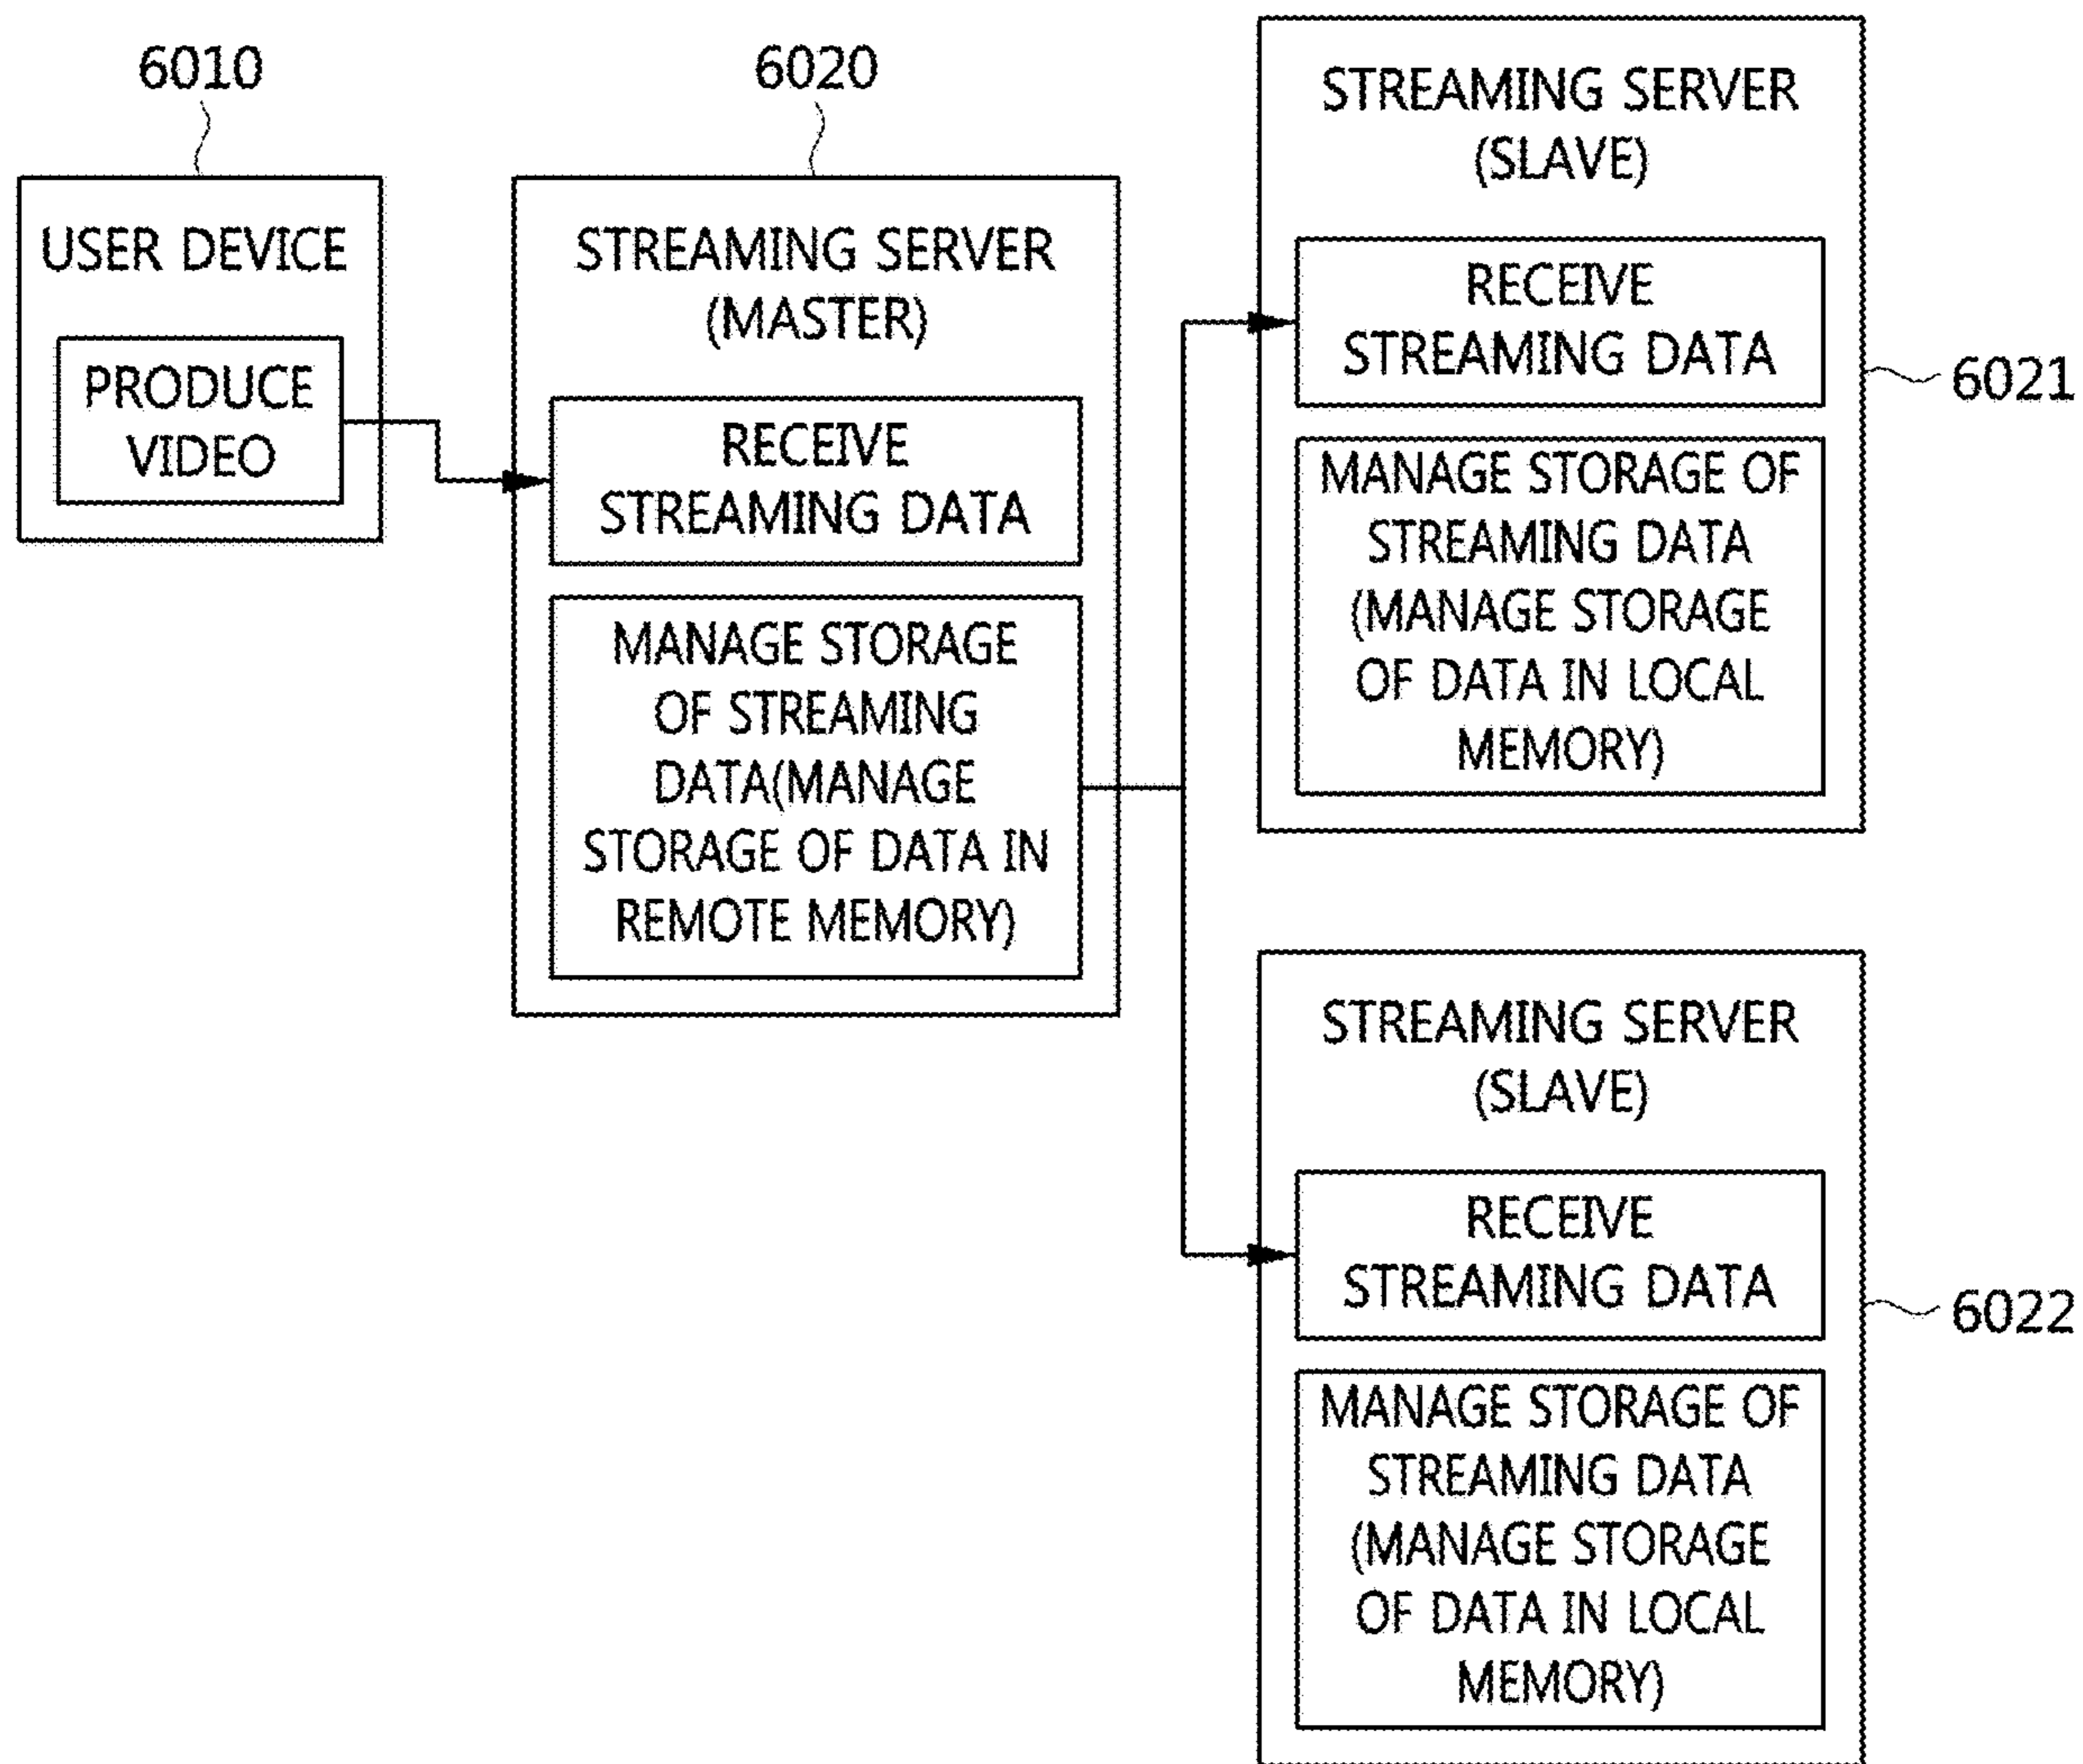 6010
USER DEVICE
PRODUCE
VIDEO
6020
STREAMING SERVER
(MASTER)
RECEIVE
STREAMING DATA
MANAGE STORAGE
OF STREAMING
DATA(MANAGE
STORAGE OF DATA IN
REMOTE MEMORY)
STREAMING SERVER
(SLAVE)
RECEIVE
STREAMING DATA
MANAGE STORAGE OF
STREAMING DATA
(MANAGE STORAGE
OF DATA IN LOCAL
MEMORY)
6021
STREAMING SERVER
(SLAVE)
RECEIVE
STREAMING DATA
MANAGE STORAGE OF
STREAMING DATA
(MANAGE STORAGE
OF DATA IN LOCAL
MEMORY)
6022